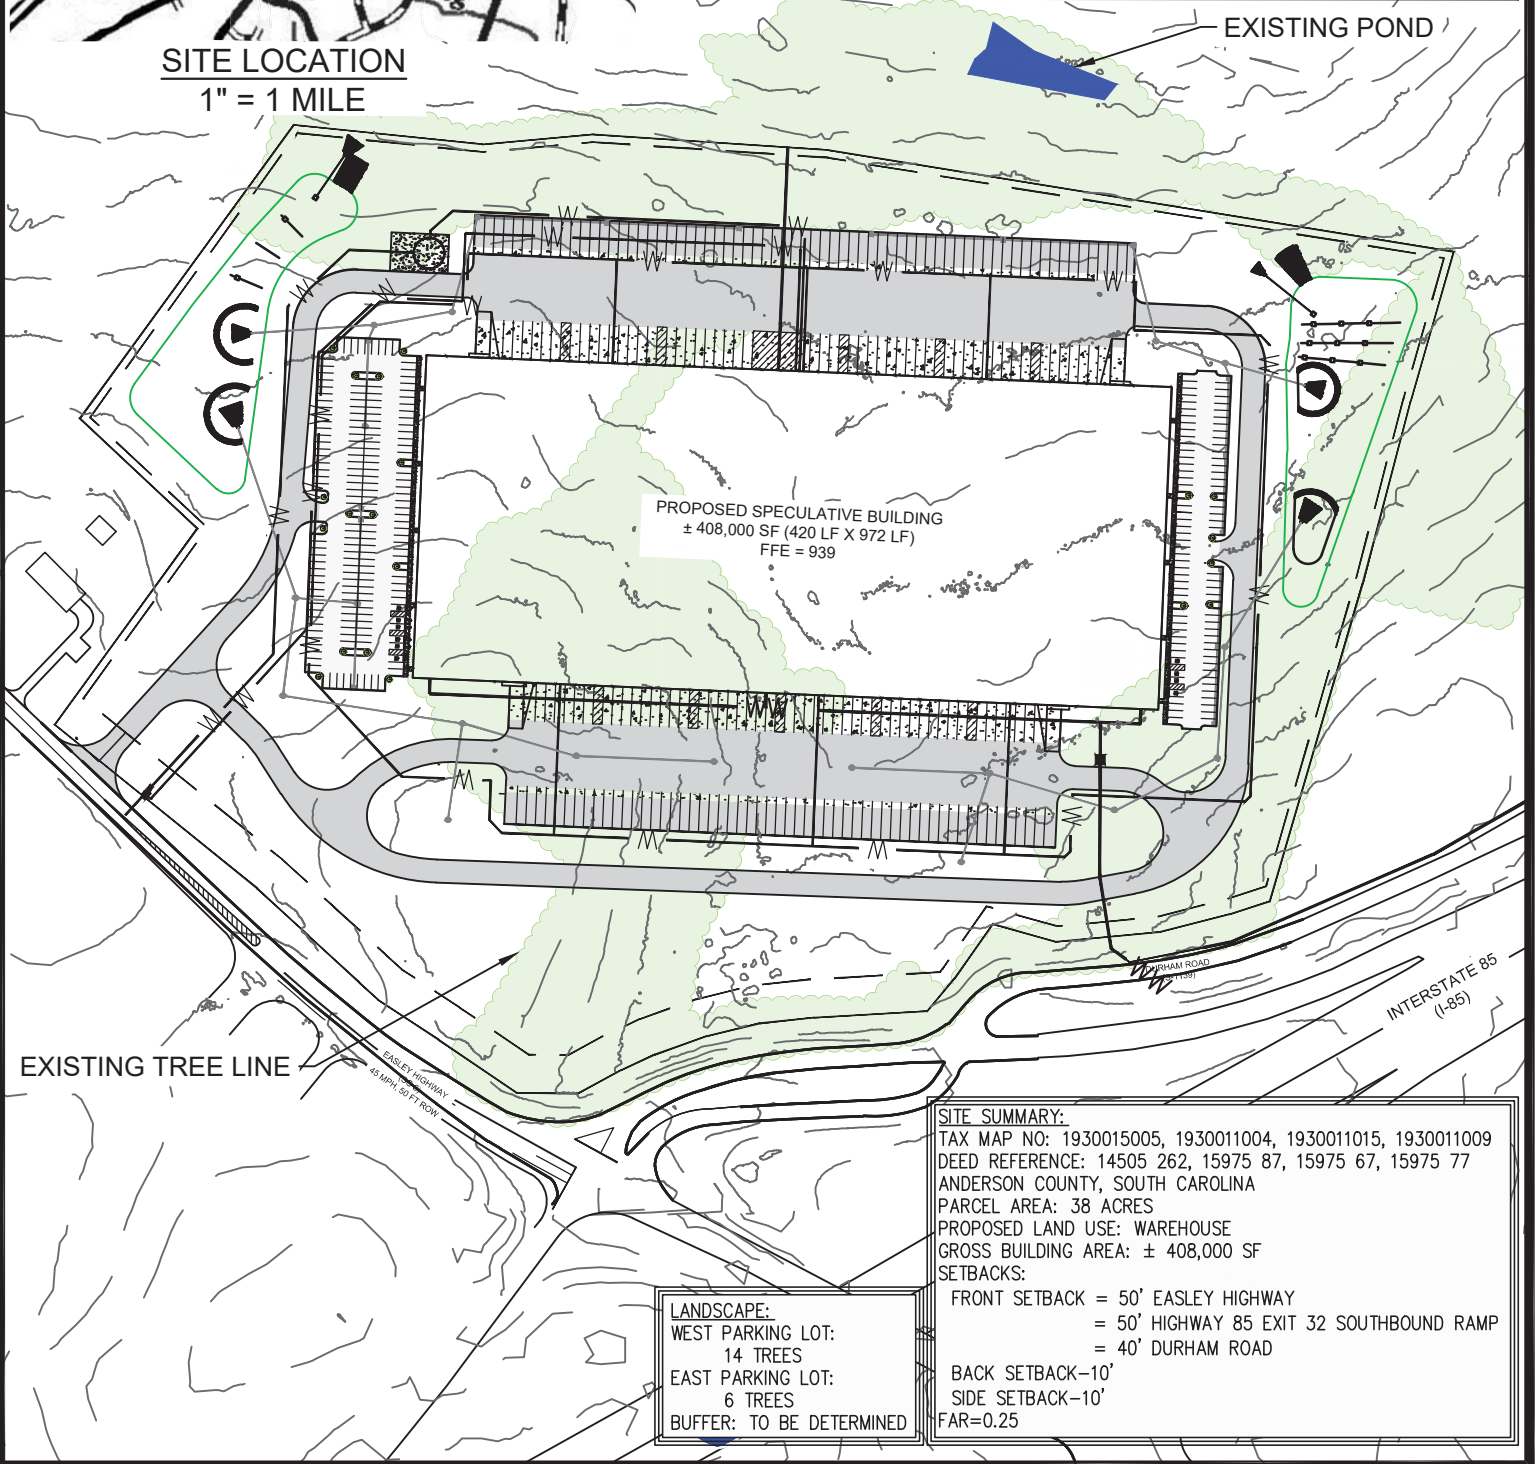 SITE LOCATION
1" = 1 MILE
EXISTING POND
PROPOSED SPECULATIVE BUILDING
± 408,000 SF (420 LF X 972 LF)
FFE = 939
DURHAM ROAD
INTERSTATE 85
(I-85)
EXISTING TREE LINE
EASLEY HIGHWAY
45 MPH, 50 FT ROW
SITE SUMMARY:
TAX MAP NO: 1930015005, 1930011004, 1930011015, 1930011009
DEED REFERENCE: 14505 262, 15975 87, 15975 67, 15975 77
ANDERSON COUNTY, SOUTH CAROLINA
PARCEL AREA: 38 ACRES
PROPOSED LAND USE: WAREHOUSE
GROSS BUILDING AREA: ± 408,000 SF
SETBACKS:
FRONT SETBACK = 50' EASLEY HIGHWAY
= 50' HIGHWAY 85 EXIT 32 SOUTHBOUND RAMP
= 40' DURHAM ROAD
BACK SETBACK-10'
SIDE SETBACK-10'
FAR=0.25
LANDSCAPE:
WEST PARKING LOT:
14 TREES
EAST PARKING LOT:
6 TREES
BUFFER: TO BE DETERMINED